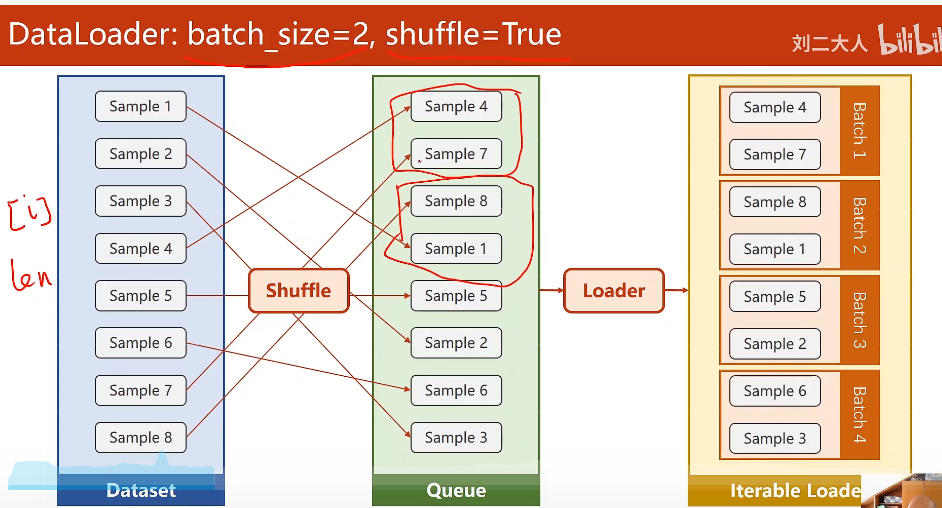 DataLoader: batch_size=2, shuffle=True
刘二大人
bilibil
Sample 1
Sample 2
Sample 3
Sample 4
Sample 5
Sample 6
Sample 7
Sample 8
Dataset
[i]
len
Shuffle
Sample 4
Sample 7
Sample 8
Sample 1
Sample 5
Sample 2
Sample 6
Sample 3
Queue
Loader
Sample 4
Sample 7
Batch 1
Sample 8
Sample 1
Batch 2
Sample 5
Sample 2
Batch 3
Sample 6
Sample 3
Batch 4
Iterable Loade